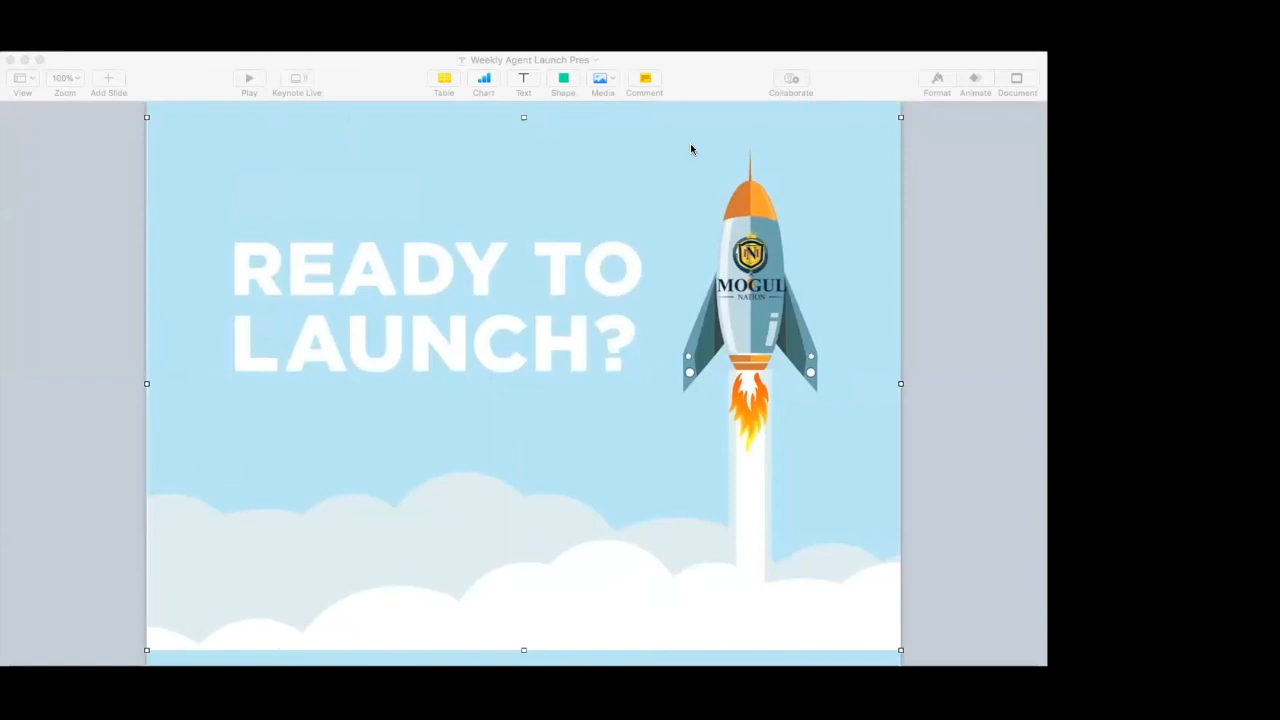 Weekly Agent Launch Pres
100%
View
Zoom
Add Slide
Play
Keynote Live
Table
Chart
Text
Shape
Media
Comment
Collaborate
Format
Animate
Document
READY TO
LAUNCH?
N
MOGUL
NATION
i